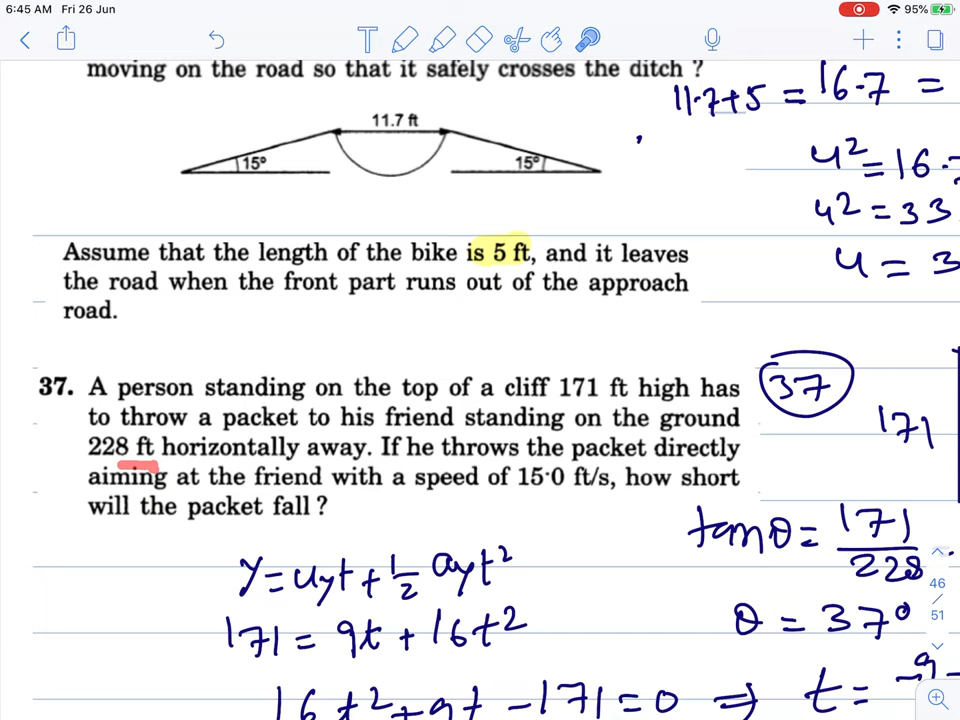 6:45 AM Fri 26 Jun
95%
T
moving on the road so that it safely crosses the ditch ?
11.7+5 = 16.7 =
11.7 ft
15°
15°
u² = 16.7
u² = 33
u = 3
Assume that the length of the bike is 5 ft, and it leaves
the road when the front part runs out of the approach
road.
37. A person standing on the top of a cliff 171 ft high has
to throw a packet to his friend standing on the ground
228 ft horizontally away. If he throws the packet directly
aiming at the friend with a speed of 15·0 ft/s, how short
will the packet fall ?
37
171
tanθ = 171/228
y = uyt + 1/2 ayt²
171 = 9t + 16t²
θ = 37°
16t² + 9t - 171 = 0 ⇒ t = -9
46
/
51